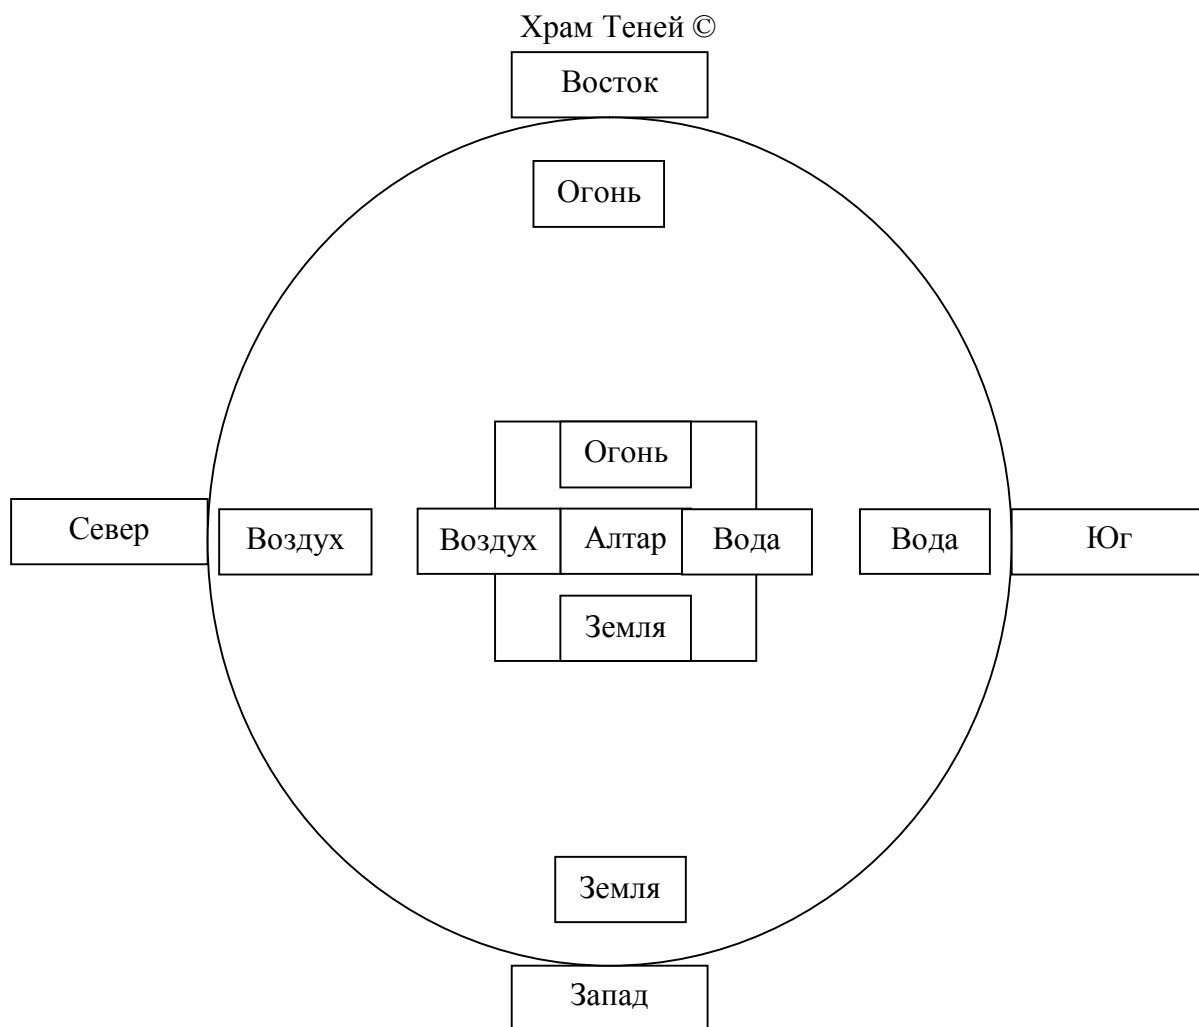 Храм Теней ©
Восток
Огонь
Огонь
Север
Воздух
Воздух
Алтар
Вода
Вода
Юг
Земля
Земля
Запад